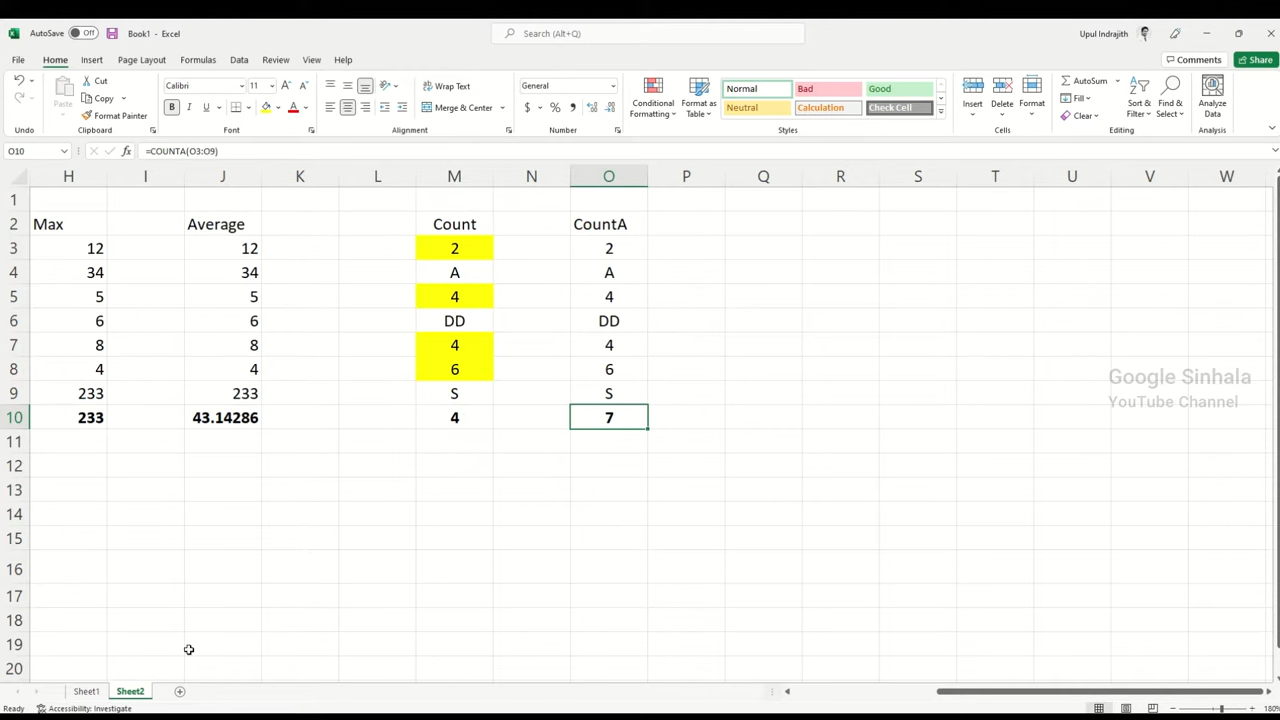 AutoSave Off Book1 - Excel Search (Alt+Q) Upul Indrajith
File Home Insert Page Layout Formulas Data Review View Help Comments Share
Cut Calibri 11 Wrap Text General Normal Bad Good AutoSum
Paste Copy Conditional Formatting Format as Table Insert Delete Format Fill Sort & Filter Find & Select Analyze Data
Format Painter B I U A Merge & Center $ % Neutral Calculation Check Cell Clear
Undo Clipboard Font Alignment Number Styles Cells Editing Analysis
O10 fx =COUNTA(O3:O9)
H I J K L M N O P Q R S T U V W
1
2 Max Average Count CountA
3 12 12 2 2
4 34 34 A A
5 5 5 4 4
6 6 6 DD DD
7 8 8 4 4
8 4 4 6 6
9 233 233 S S
10 233 43.14286 4 7
11
12
13
14
15
16
17
18
19
20
Google Sinhala
YouTube Channel
Sheet1 Sheet2
Ready Accessibility: Investigate 180%